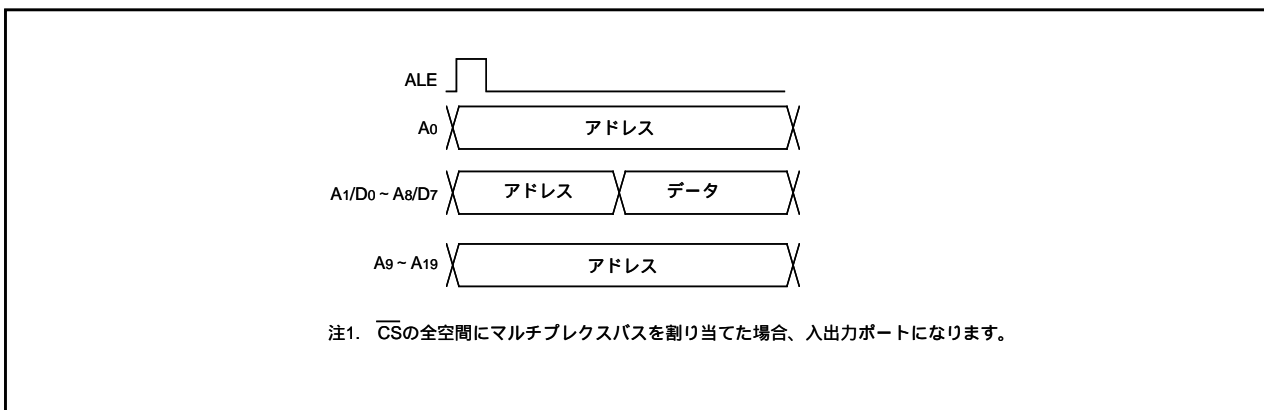 ALE
A0 アドレス
A1/D0 ~ A8/D7 アドレス データ
A9 ~ A19 アドレス
注1. CSの全空間にマルチプレクスバスを割り当てた場合、入出力ポートになります。